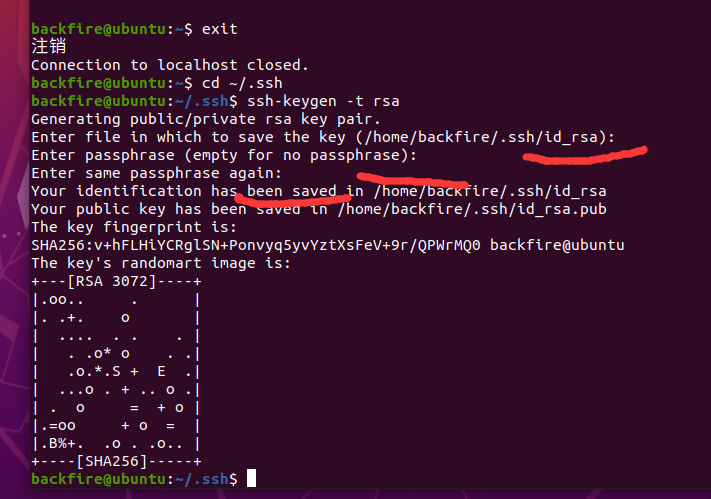 backfire@ubuntu:~$ exit
注销
Connection to localhost closed.
backfire@ubuntu:~$ cd ~/.ssh
backfire@ubuntu:~/.ssh$ ssh-keygen -t rsa
Generating public/private rsa key pair.
Enter file in which to save the key (/home/backfire/.ssh/id_rsa):
Enter passphrase (empty for no passphrase):
Enter same passphrase again:
Your identification has been saved in /home/backfire/.ssh/id_rsa
Your public key has been saved in /home/backfire/.ssh/id_rsa.pub
The key fingerprint is:
SHA256:v+hFLHiYCRglSN+Ponvyq5yvYztXsFeV+9r/QPWrMQ0 backfire@ubuntu
The key's randomart image is:
+---[RSA 3072]----+
|.oo..     .      |
|. .+.    o       |
|  .... . .    .  |
|   . .o* o    . .|
|    .o.*.S +  E  .|
|  ...o . + .. o .|
| .  o     =  + o |
|.=oo     + o  =  |
|.B%+.  .o . .o.. |
+----[SHA256]-----+
backfire@ubuntu:~/.ssh$